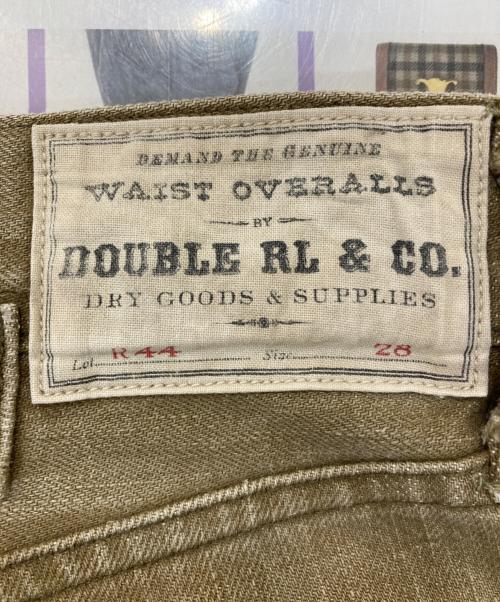 DEMAND THE GENUINE
WAIST OVERALLS
BY
DOUBLE RL & CO.
DRY GOODS & SUPPLIES
Lot R44 Size 28